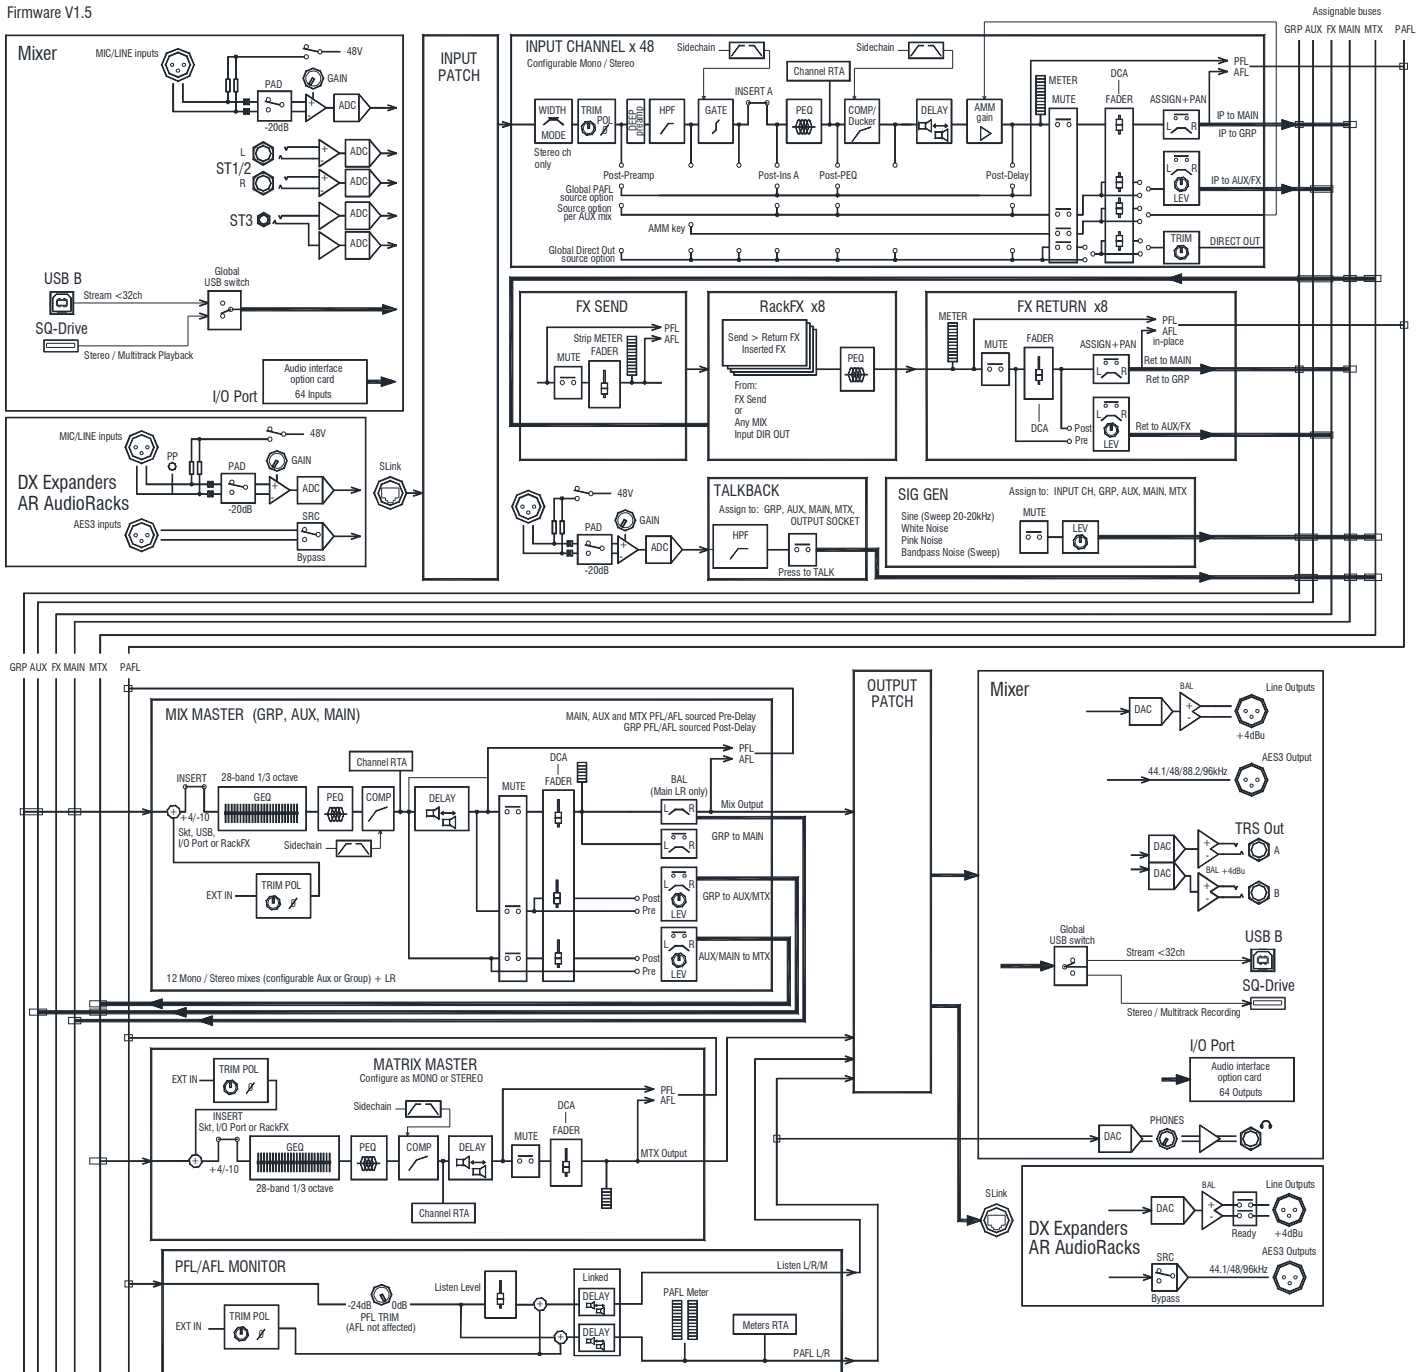 Firmware V1.5
Assignable buses
GRP AUX FX MAIN MTX PAFL
Mixer
MIC/LINE inputs
48V
PAD
GAIN
ADC
-20dB
L
ST1/2
R
ADC
ADC
ST3
ADC
ADC
USB B
Stream <32ch
Global
USB switch
SQ-Drive
Stereo / Multitrack Playback
Audio interface
option card
64 Inputs
I/O Port
MIC/LINE inputs
48V
PP
PAD
GAIN
ADC
-20dB
DX Expanders
AR AudioRacks
AES3 inputs
SRC
Bypass
SLink
INPUT
PATCH
INPUT CHANNEL x 48
Configurable Mono / Stereo
Sidechain
Sidechain
Channel RTA
INSERT A
PFL
AFL
METER
DCA
MUTE
FADER
ASSIGN+PAN
WIDTH
MODE
Stereo ch
only
TRIM
POL
DEEP
preamp
HPF
GATE
PEQ
COMP/
Ducker
DELAY
AMM
gain
L R
IP to MAIN
IP to GRP
Post-Preamp
Post-Ins A
Post-PEQ
Post-Delay
L R
LEV
IP to AUX/FX
Global PAFL
source option
Source option
per AUX mix
AMM key
Global Direct Out
source option
TRIM
DIRECT OUT
FX SEND
PFL
AFL
Strip METER
MUTE
FADER
RackFX x8
Send > Return FX
Inserted FX
PEQ
From:
FX Send
or
Any MIX
Input DIR OUT
FX RETURN x8
METER
PFL
AFL
in-place
MUTE
FADER
ASSIGN+PAN
L R
Ret to MAIN
Ret to GRP
DCA
Post
Pre
L R
LEV
Ret to AUX/FX
48V
PAD
GAIN
ADC
-20dB
TALKBACK
Assign to: GRP, AUX, MAIN, MTX,
OUTPUT SOCKET
HPF
Press to TALK
SIG GEN
Assign to: INPUT CH, GRP, AUX, MAIN, MTX
Sine (Sweep 20-20kHz)
White Noise
Pink Noise
Bandpass Noise (Sweep)
MUTE
LEV
GRP AUX FX MAIN MTX PAFL
MIX MASTER (GRP, AUX, MAIN)
MAIN, AUX and MTX PFL/AFL sourced Pre-Delay
GRP PFL/AFL sourced Post-Delay
PFL
AFL
Channel RTA
DCA
FADER
INSERT
28-band 1/3 octave
GEQ
PEQ
COMP
DELAY
MUTE
BAL
(Main LR only)
L R
Mix Output
+4/-10
Skt, USB,
I/O Port or RackFX
Sidechain
L R
GRP to MAIN
EXT IN
TRIM POL
Post
Pre
L R
LEV
GRP to AUX/MTX
Post
Pre
L R
LEV
AUX/MAIN to MTX
12 Mono / Stereo mixes (configurable Aux or Group) + LR
MATRIX MASTER
Configure as MONO or STEREO
EXT IN
TRIM POL
Sidechain
PFL
AFL
DCA
FADER
INSERT
Skt, I/O Port or RackFX
+4/-10
GEQ
28-band 1/3 octave
PEQ
COMP
DELAY
MUTE
MTX Output
Channel RTA
PFL/AFL MONITOR
-24dB
0dB
PFL TRIM
(AFL not affected)
Listen Level
Linked
DELAY
DELAY
Listen L/R/M
PAFL Meter
Meters RTA
EXT IN
TRIM POL
PAFL L/R
OUTPUT
PATCH
Mixer
DAC
BAL
Line Outputs
+4dBu
AES3 Output
44.1/48/88.2/96kHz
TRS Out
DAC
DAC
A
BAL +4dBu
B
Global
USB switch
Stream <32ch
USB B
SQ-Drive
Stereo / Multitrack Recording
I/O Port
Audio interface
option card
64 Outputs
DAC
PHONES
SLink
DX Expanders
AR AudioRacks
DAC
BAL
Line Outputs
Ready
+4dBu
AES3 Outputs
SRC
44.1/48/96kHz
Bypass